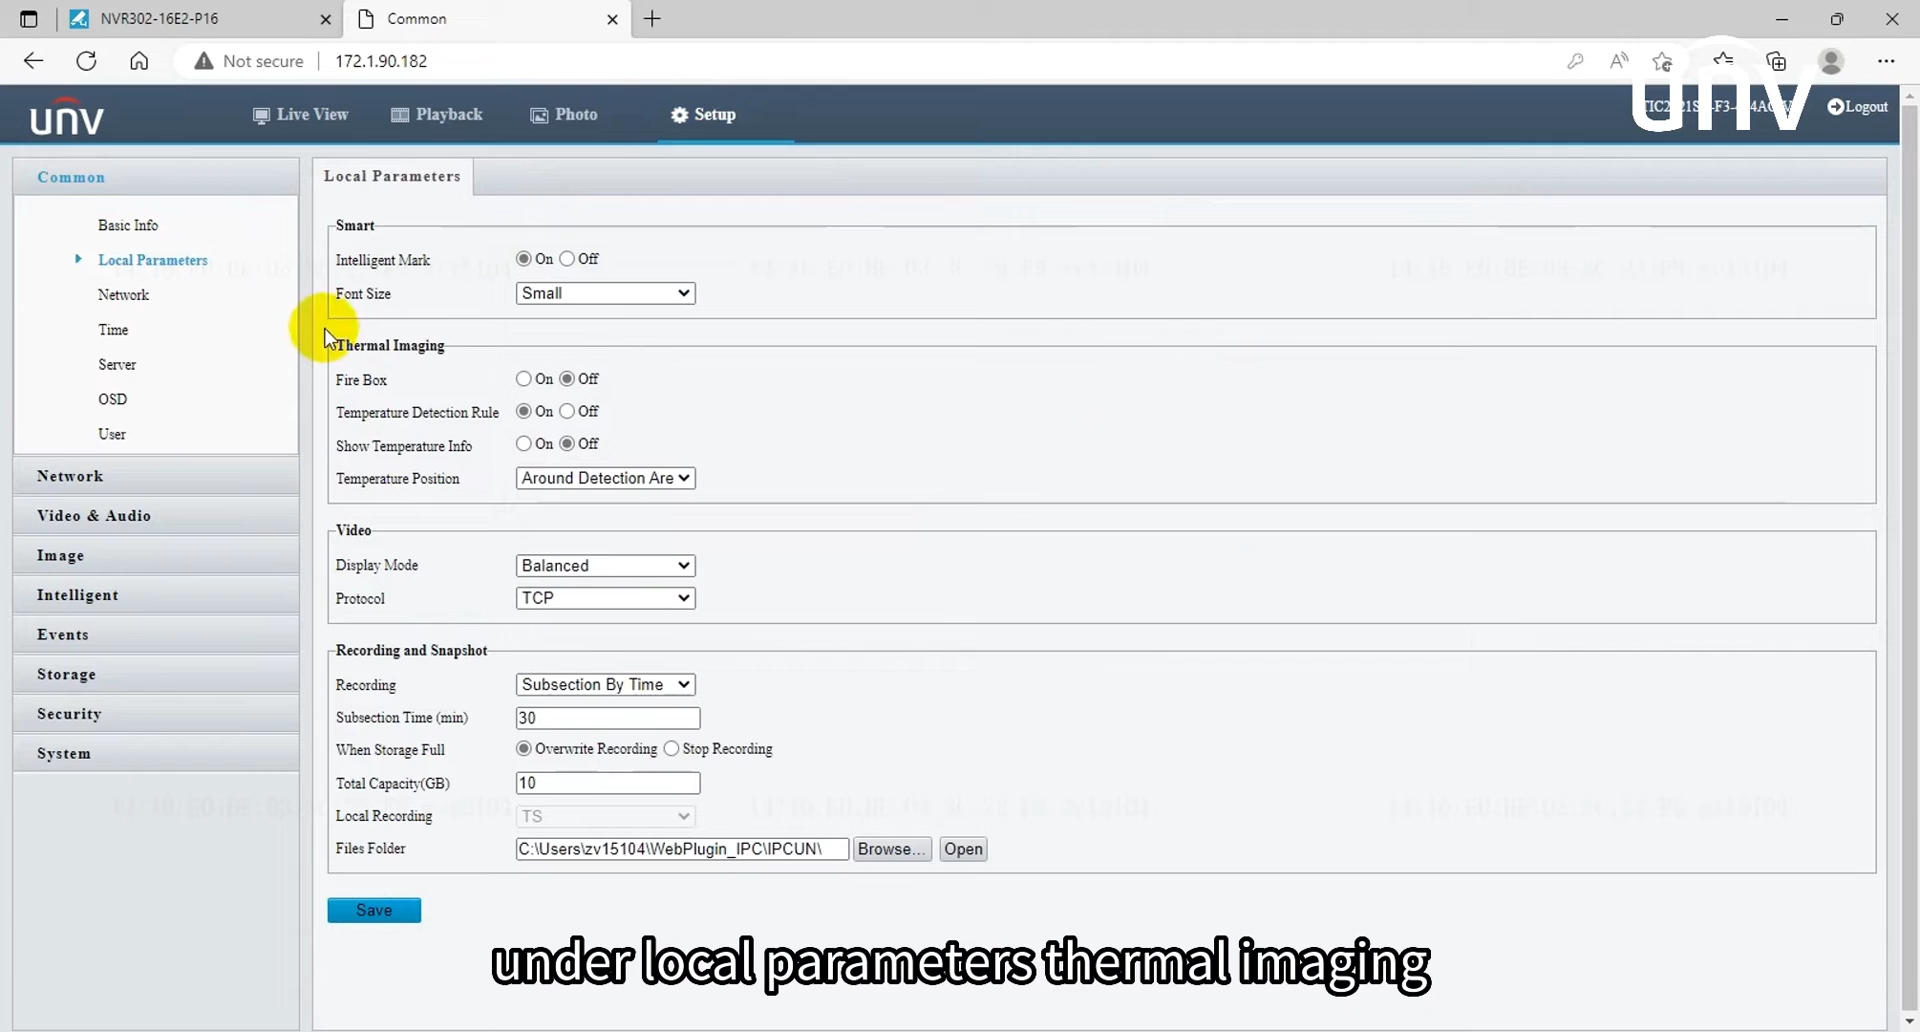 NVR302-16E2-P16
Common
Not secure
172.1.90.182
unv
Live View
Playback
Photo
Setup
unv
Logout
Common
Basic Info
Local Parameters
Network
Time
Server
OSD
User
Network
Video & Audio
Image
Intelligent
Events
Storage
Security
System
Local Parameters
Smart
Intelligent Mark On Off
Font Size Small
Thermal Imaging
Fire Box On Off
Temperature Detection Rule On Off
Show Temperature Info On Off
Temperature Position Around Detection Are
Video
Display Mode Balanced
Protocol TCP
Recording and Snapshot
Recording Subsection By Time
Subsection Time (min) 30
When Storage Full Overwrite Recording Stop Recording
Total Capacity(GB) 10
Local Recording TS
Files Folder C:\Users\zv15104\WebPlugin_IPC\IPCUN\ Browse... Open
Save
under local parameters thermal imaging